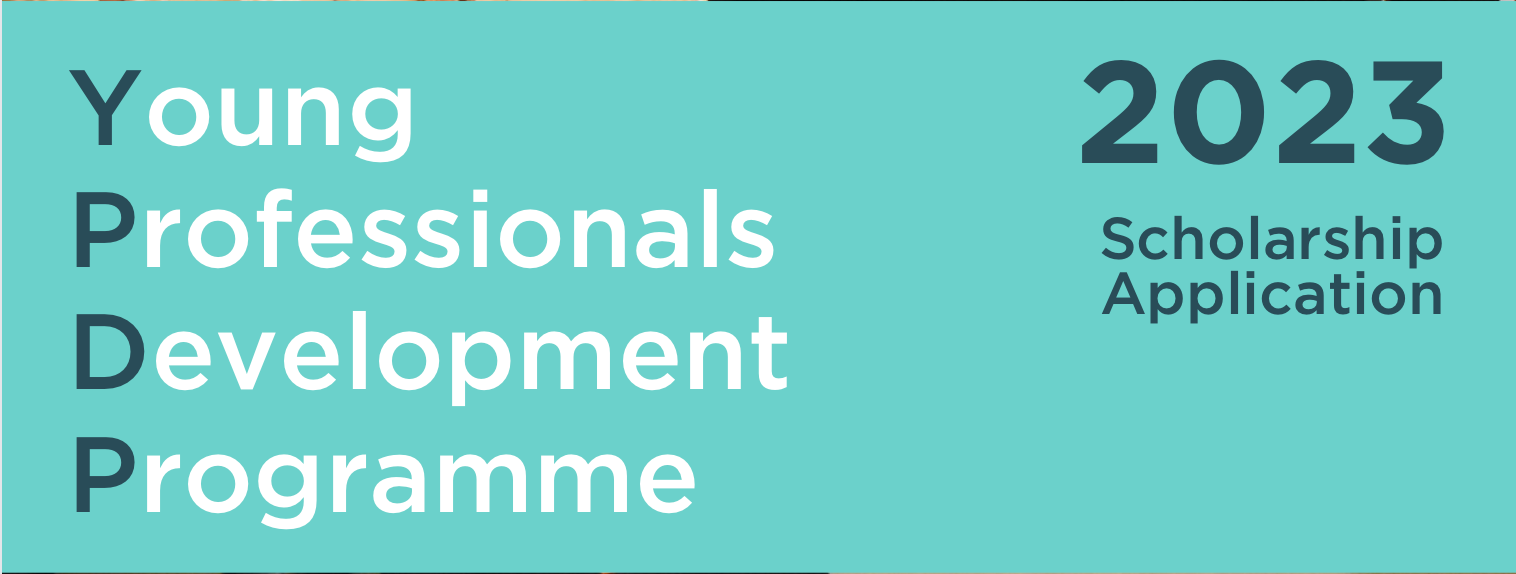 Young
Professionals
Development
Programme
2023
Scholarship
Application